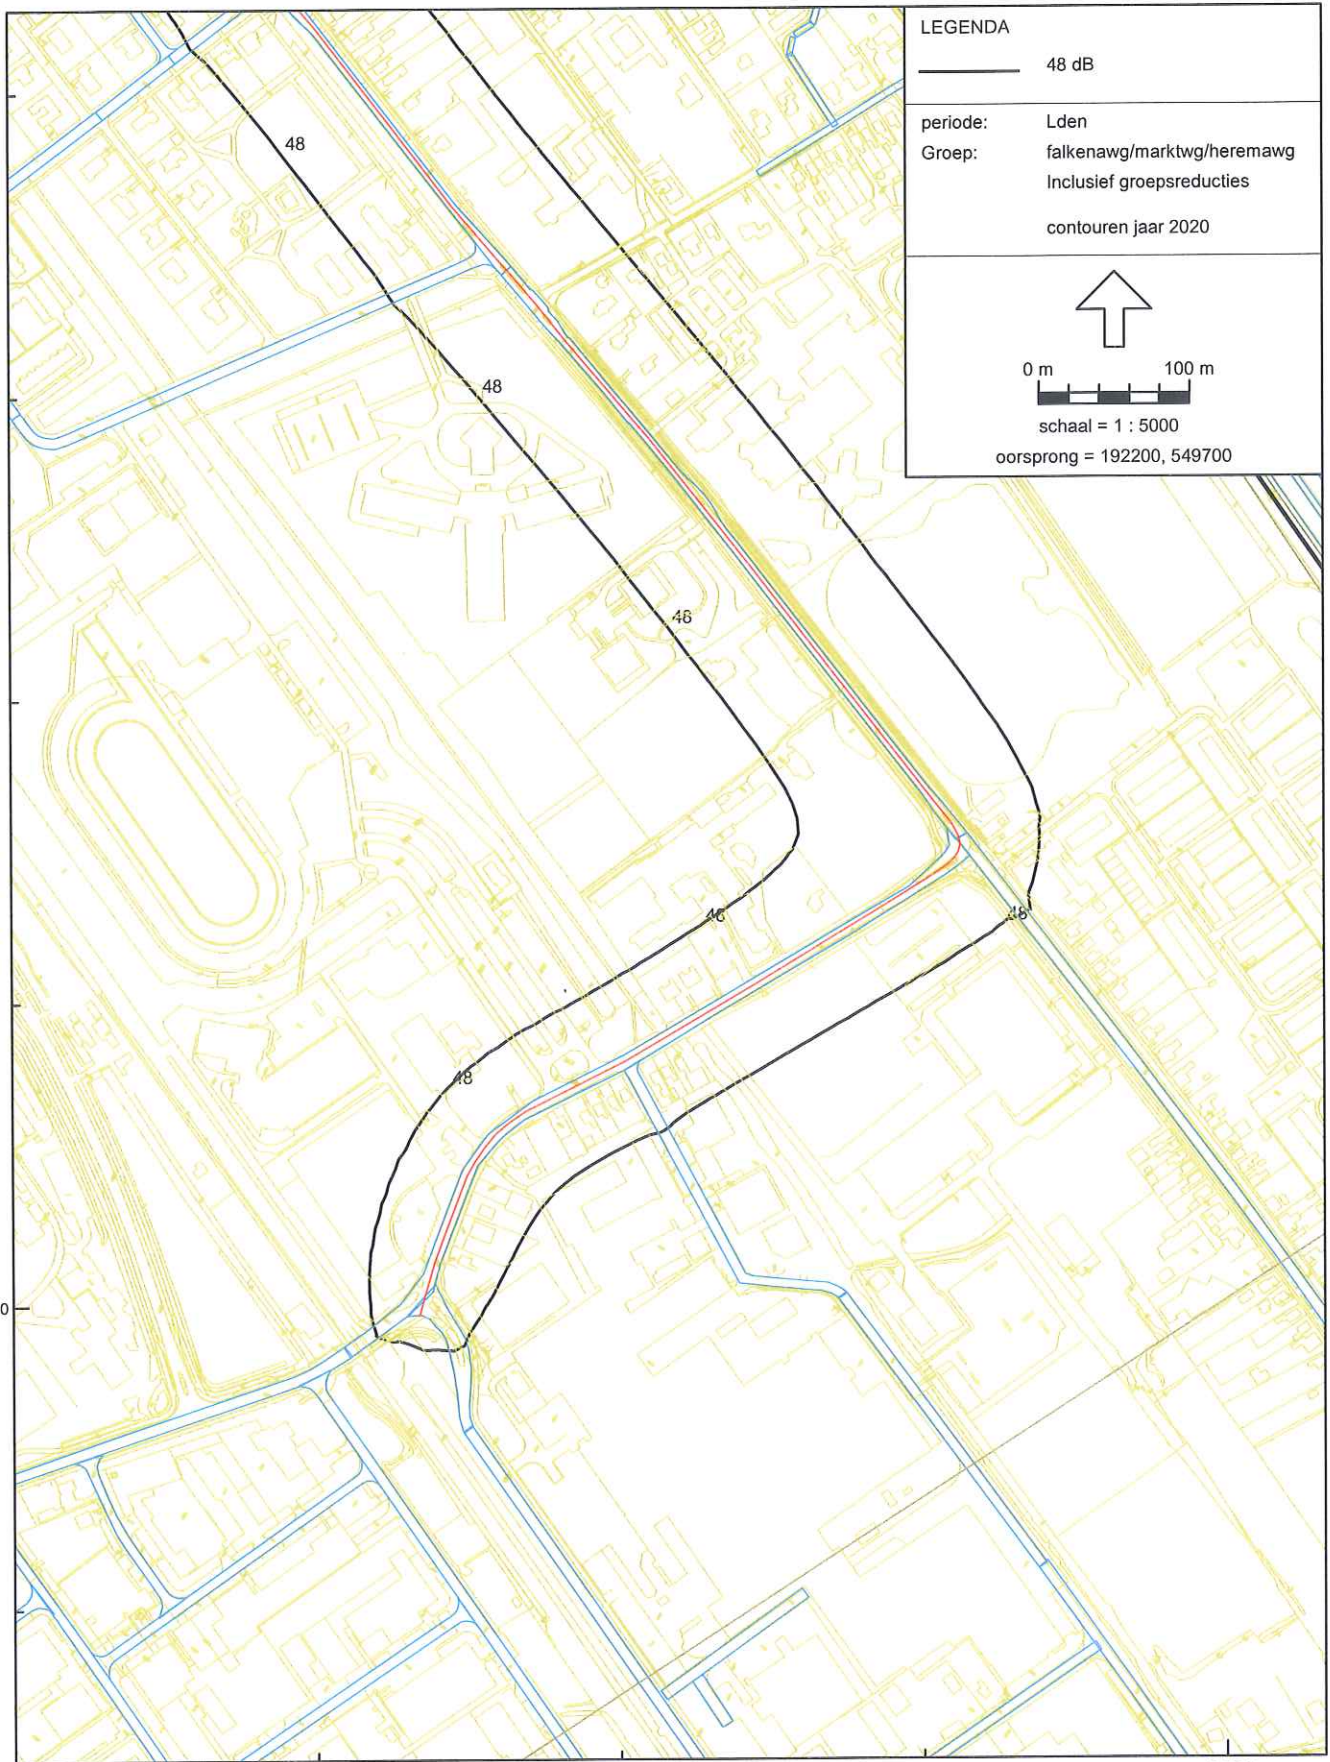 LEGENDA
48 dB
periode: Lden
Groep: falkenawg/marktwg/heremawg
Inclusief groepsreducties
contouren jaar 2020
0 m 100 m
schaal = 1 : 5000
oorsprong = 192200, 549700
48
48
48
48
48
48
0